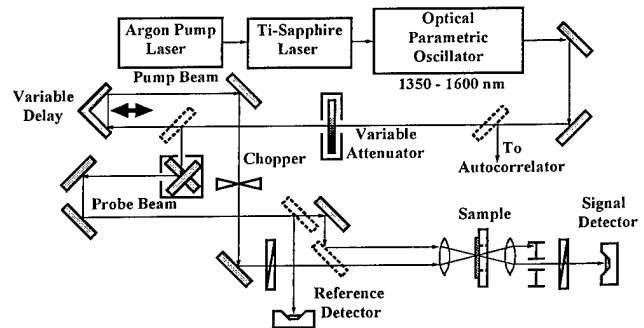 Argon Pump
Laser
Ti-Sapphire
Laser
Optical
Parametric
Oscillator
1350 - 1600 nm
Pump Beam
Variable
Delay
Variable
Attenuator
To
Autocorrelator
Chopper
Probe Beam
Sample
Signal
Detector
Reference
Detector